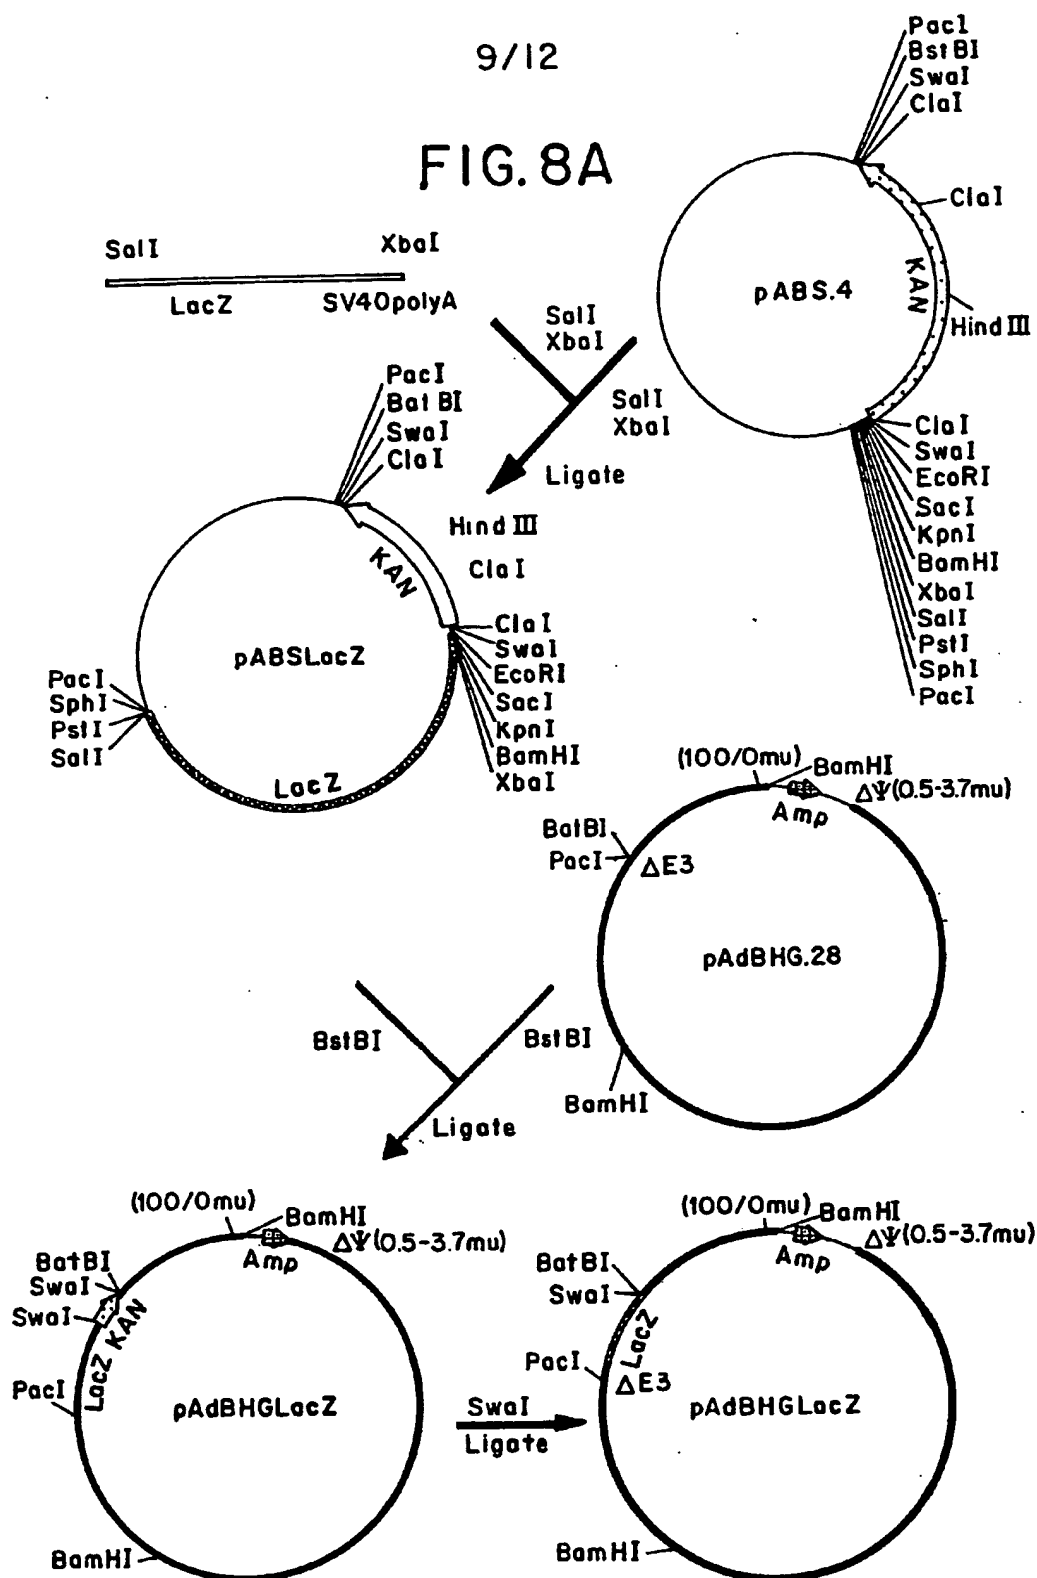 9/12
FIG. 8A
SalI
XbaI
LacZ
SV40polyA
SalI
XbaI
SalI
XbaI
Ligate
PacI
BstBI
SwaI
ClaI
ClaI
KAN
pABS.4
Hind III
ClaI
SwaI
EcoRI
SacI
KpnI
BamHI
XbaI
SalI
PstI
SphI
PacI
PacI
Bat BI
SwaI
ClaI
Hind III
ClaI
KAN
pABSLacZ
ClaI
SwaI
EcoRI
SacI
KpnI
BamHI
XbaI
PacI
SphI
PstI
SalI
LacZ
(100/0mu)
BamHI
ΔΨ(0.5-3.7mu)
Amp
BatBI
PacI
ΔE3
pAdBHG.28
BamHI
BstBI
BstBI
Ligate
(100/0mu)
BamHI
ΔΨ(0.5-3.7mu)
Amp
BatBI
SwaI
SwaI
LacZ KAN
PacI
pAdBHGLacZ
BamHI
SwaI
Ligate
(100/0mu)
BamHI
ΔΨ(0.5-3.7mu)
Amp
BatBI
SwaI
LacZ
PacI
ΔE3
pAdBHGLacZ
BamHI